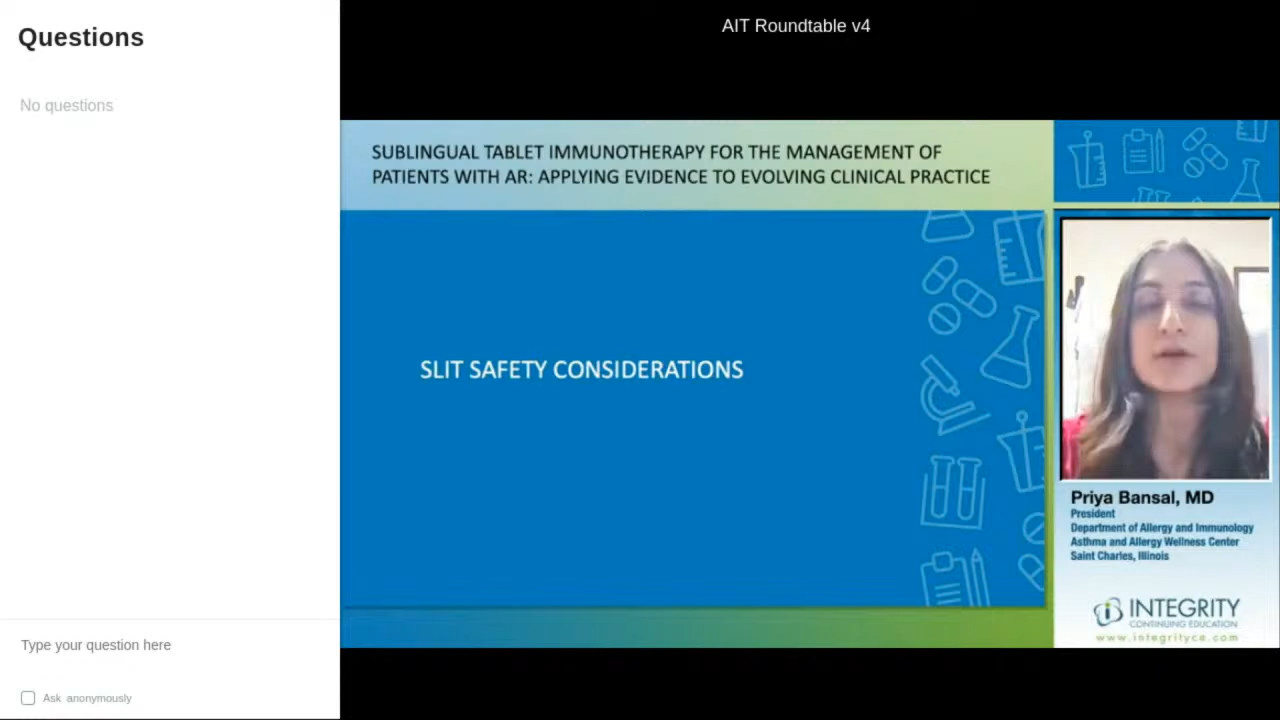 Questions
No questions
Type your question here
Ask anonymously
AIT Roundtable v4
SUBLINGUAL TABLET IMMUNOTHERAPY FOR THE MANAGEMENT OF
PATIENTS WITH AR: APPLYING EVIDENCE TO EVOLVING CLINICAL PRACTICE
SLIT SAFETY CONSIDERATIONS
Priya Bansal, MD
President
Department of Allergy and Immunology
Asthma and Allergy Wellness Center
Saint Charles, Illinois
INTEGRITY
CONTINUING EDUCATION
www.integrityce.com